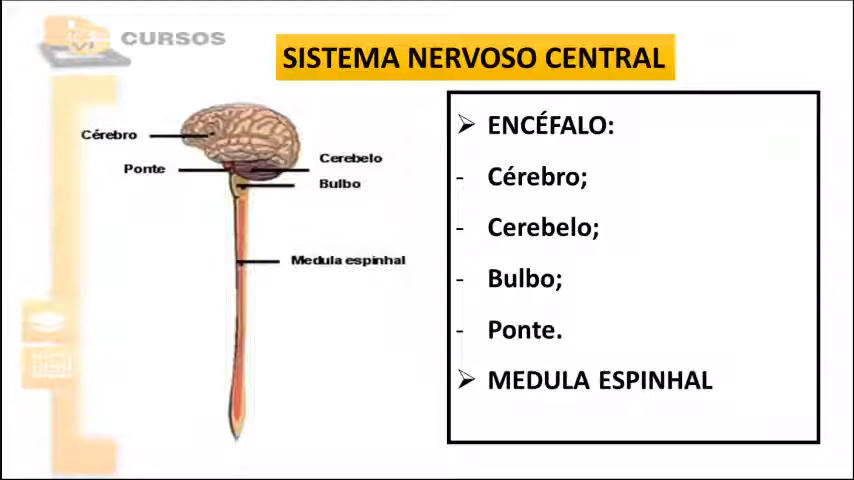 CURSOS
SISTEMA NERVOSO CENTRAL
Cérebro
Ponte
Cerebelo
Bulbo
Medula espinhal
➢ ENCÉFALO:
- Cérebro;
- Cerebelo;
- Bulbo;
- Ponte.
➢ MEDULA ESPINHAL